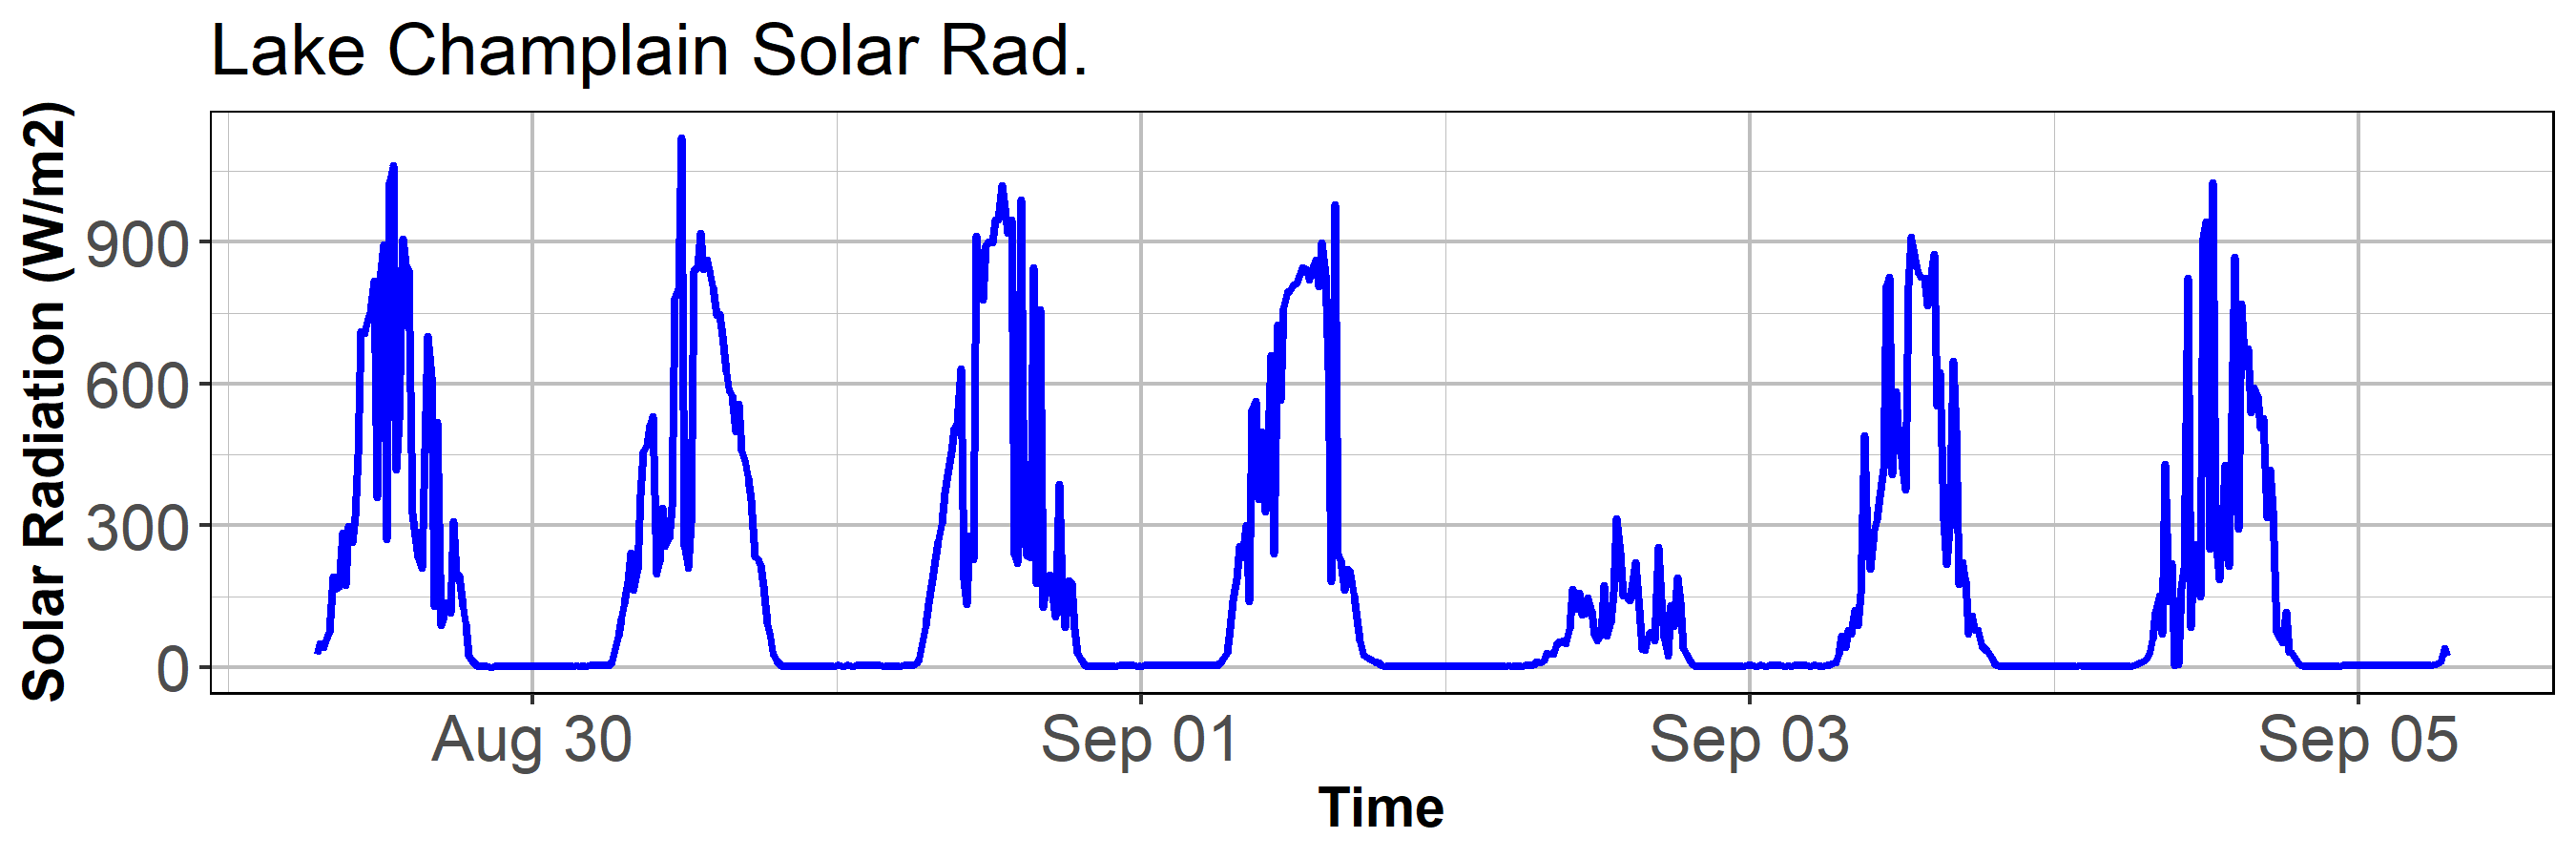 Lake Champlain Solar Rad.
Solar Radiation (W/m2)
900
600
300
0
Aug 30 Sep 01 Sep 03 Sep 05
Time